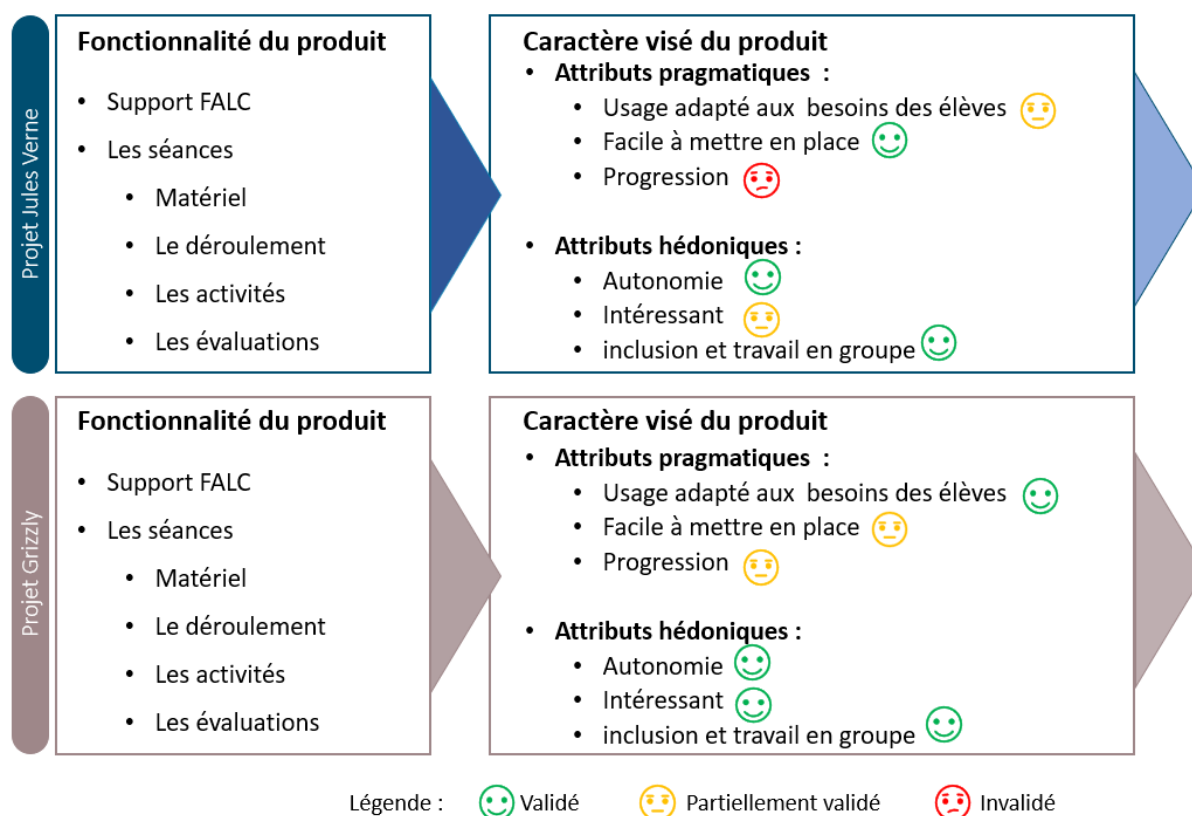 Projet Jules Verne
Fonctionnalité du produit
Support FALC
Les séances
Matériel
Le déroulement
Les activités
Les évaluations
Caractère visé du produit
Attributs pragmatiques :
Usage adapté aux besoins des élèves
Facile à mettre en place
Progression
Attributs hédoniques :
Autonomie
Intéressant
inclusion et travail en groupe
Projet Grizzly
Fonctionnalité du produit
Support FALC
Les séances
Matériel
Le déroulement
Les activités
Les évaluations
Caractère visé du produit
Attributs pragmatiques :
Usage adapté aux besoins des élèves
Facile à mettre en place
Progression
Attributs hédoniques :
Autonomie
Intéressant
inclusion et travail en groupe
Légende : Validé Partiellement validé Invalidé